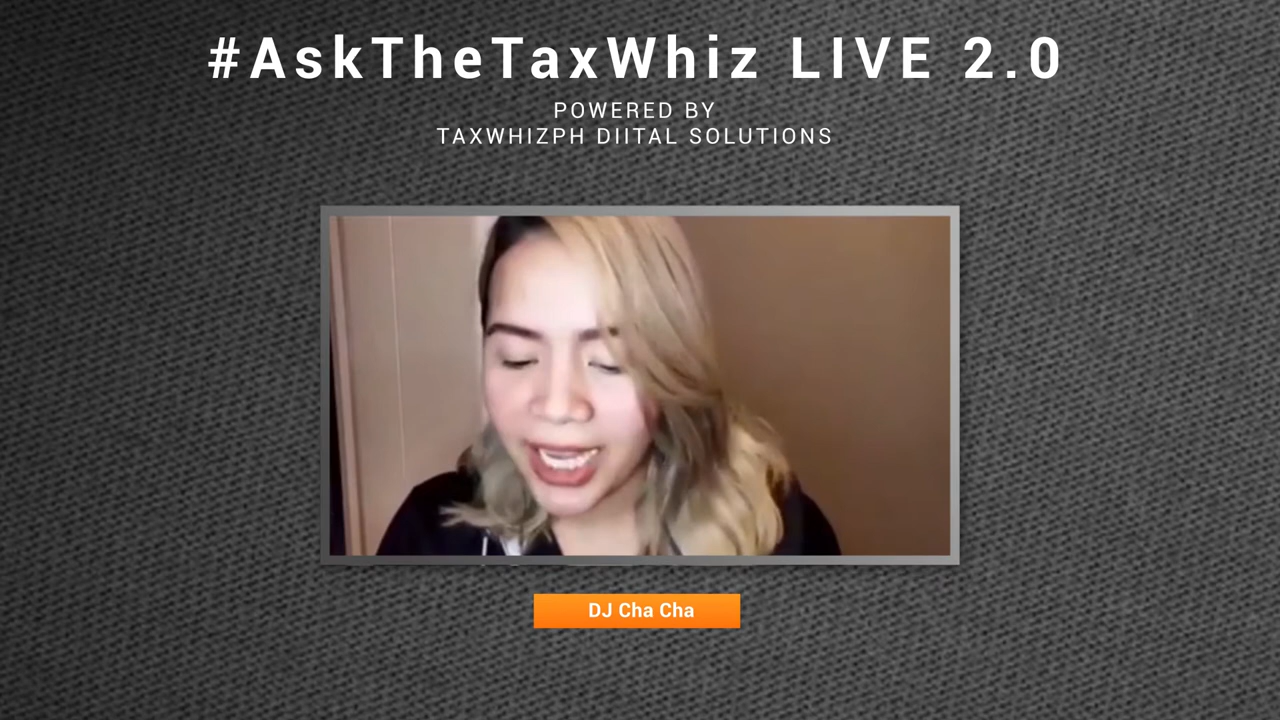 #AskTheTaxWhiz LIVE 2.0
POWERED BY
TAXWHIZPH DIITAL SOLUTIONS
DJ Cha Cha